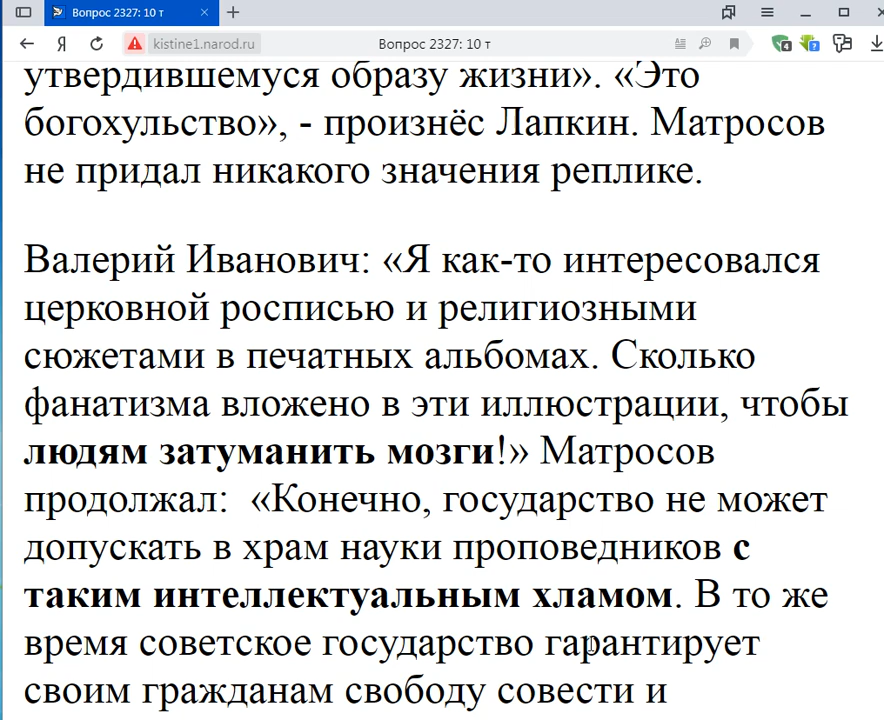 Вопрос 2327: 10 т
Я
kistine1.narod.ru
Вопрос 2327: 10 т
4
?
утвердившемуся образу жизни». «Это
богохульство», - произнёс Лапкин. Матросов
не придал никакого значения реплике.
Валерий Иванович: «Я как-то интересовался
церковной росписью и религиозными
сюжетами в печатных альбомах. Сколько
фанатизма вложено в эти иллюстрации, чтобы
людям затуманить мозги!» Матросов
продолжал:  «Конечно, государство не может
допускать в храм науки проповедников с
таким интеллектуальным хламом. В то же
время советское государство гарантирует
своим гражданам свободу совести и